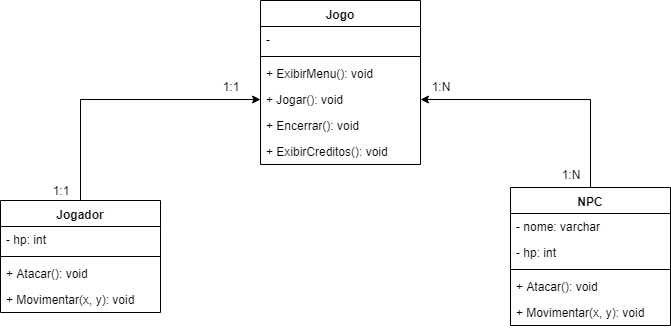 Jogo
-
+ ExibirMenu(): void
+ Jogar(): void
+ Encerrar(): void
+ ExibirCreditos(): void
1:1
1:N
1:1
1:N
Jogador
- hp: int
+ Atacar(): void
+ Movimentar(x, y): void
NPC
- nome: varchar
- hp: int
+ Atacar(): void
+ Movimentar(x, y): void